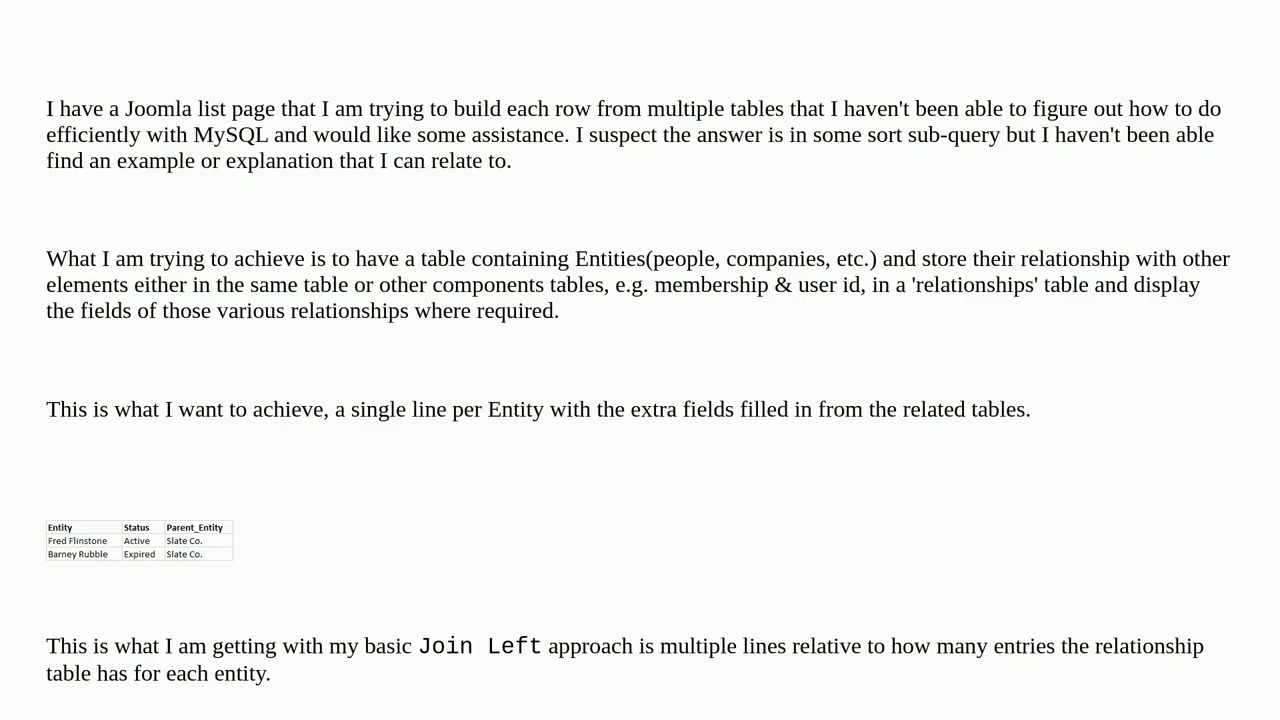 I have a Joomla list page that I am trying to build each row from multiple tables that I haven't been able to figure out how to do
efficiently with MySQL and would like some assistance. I suspect the answer is in some sort sub-query but I haven't been able
find an example or explanation that I can relate to.
What I am trying to achieve is to have a table containing Entities(people, companies, etc.) and store their relationship with other
elements either in the same table or other components tables, e.g. membership & user id, in a 'relationships' table and display
the fields of those various relationships where required.
This is what I want to achieve, a single line per Entity with the extra fields filled in from the related tables.
Entity Status Parent_Entity
Fred Flinstone Active Slate Co.
Barney Rubble Expired Slate Co.
This is what I am getting with my basic Join Left approach is multiple lines relative to how many entries the relationship
table has for each entity.